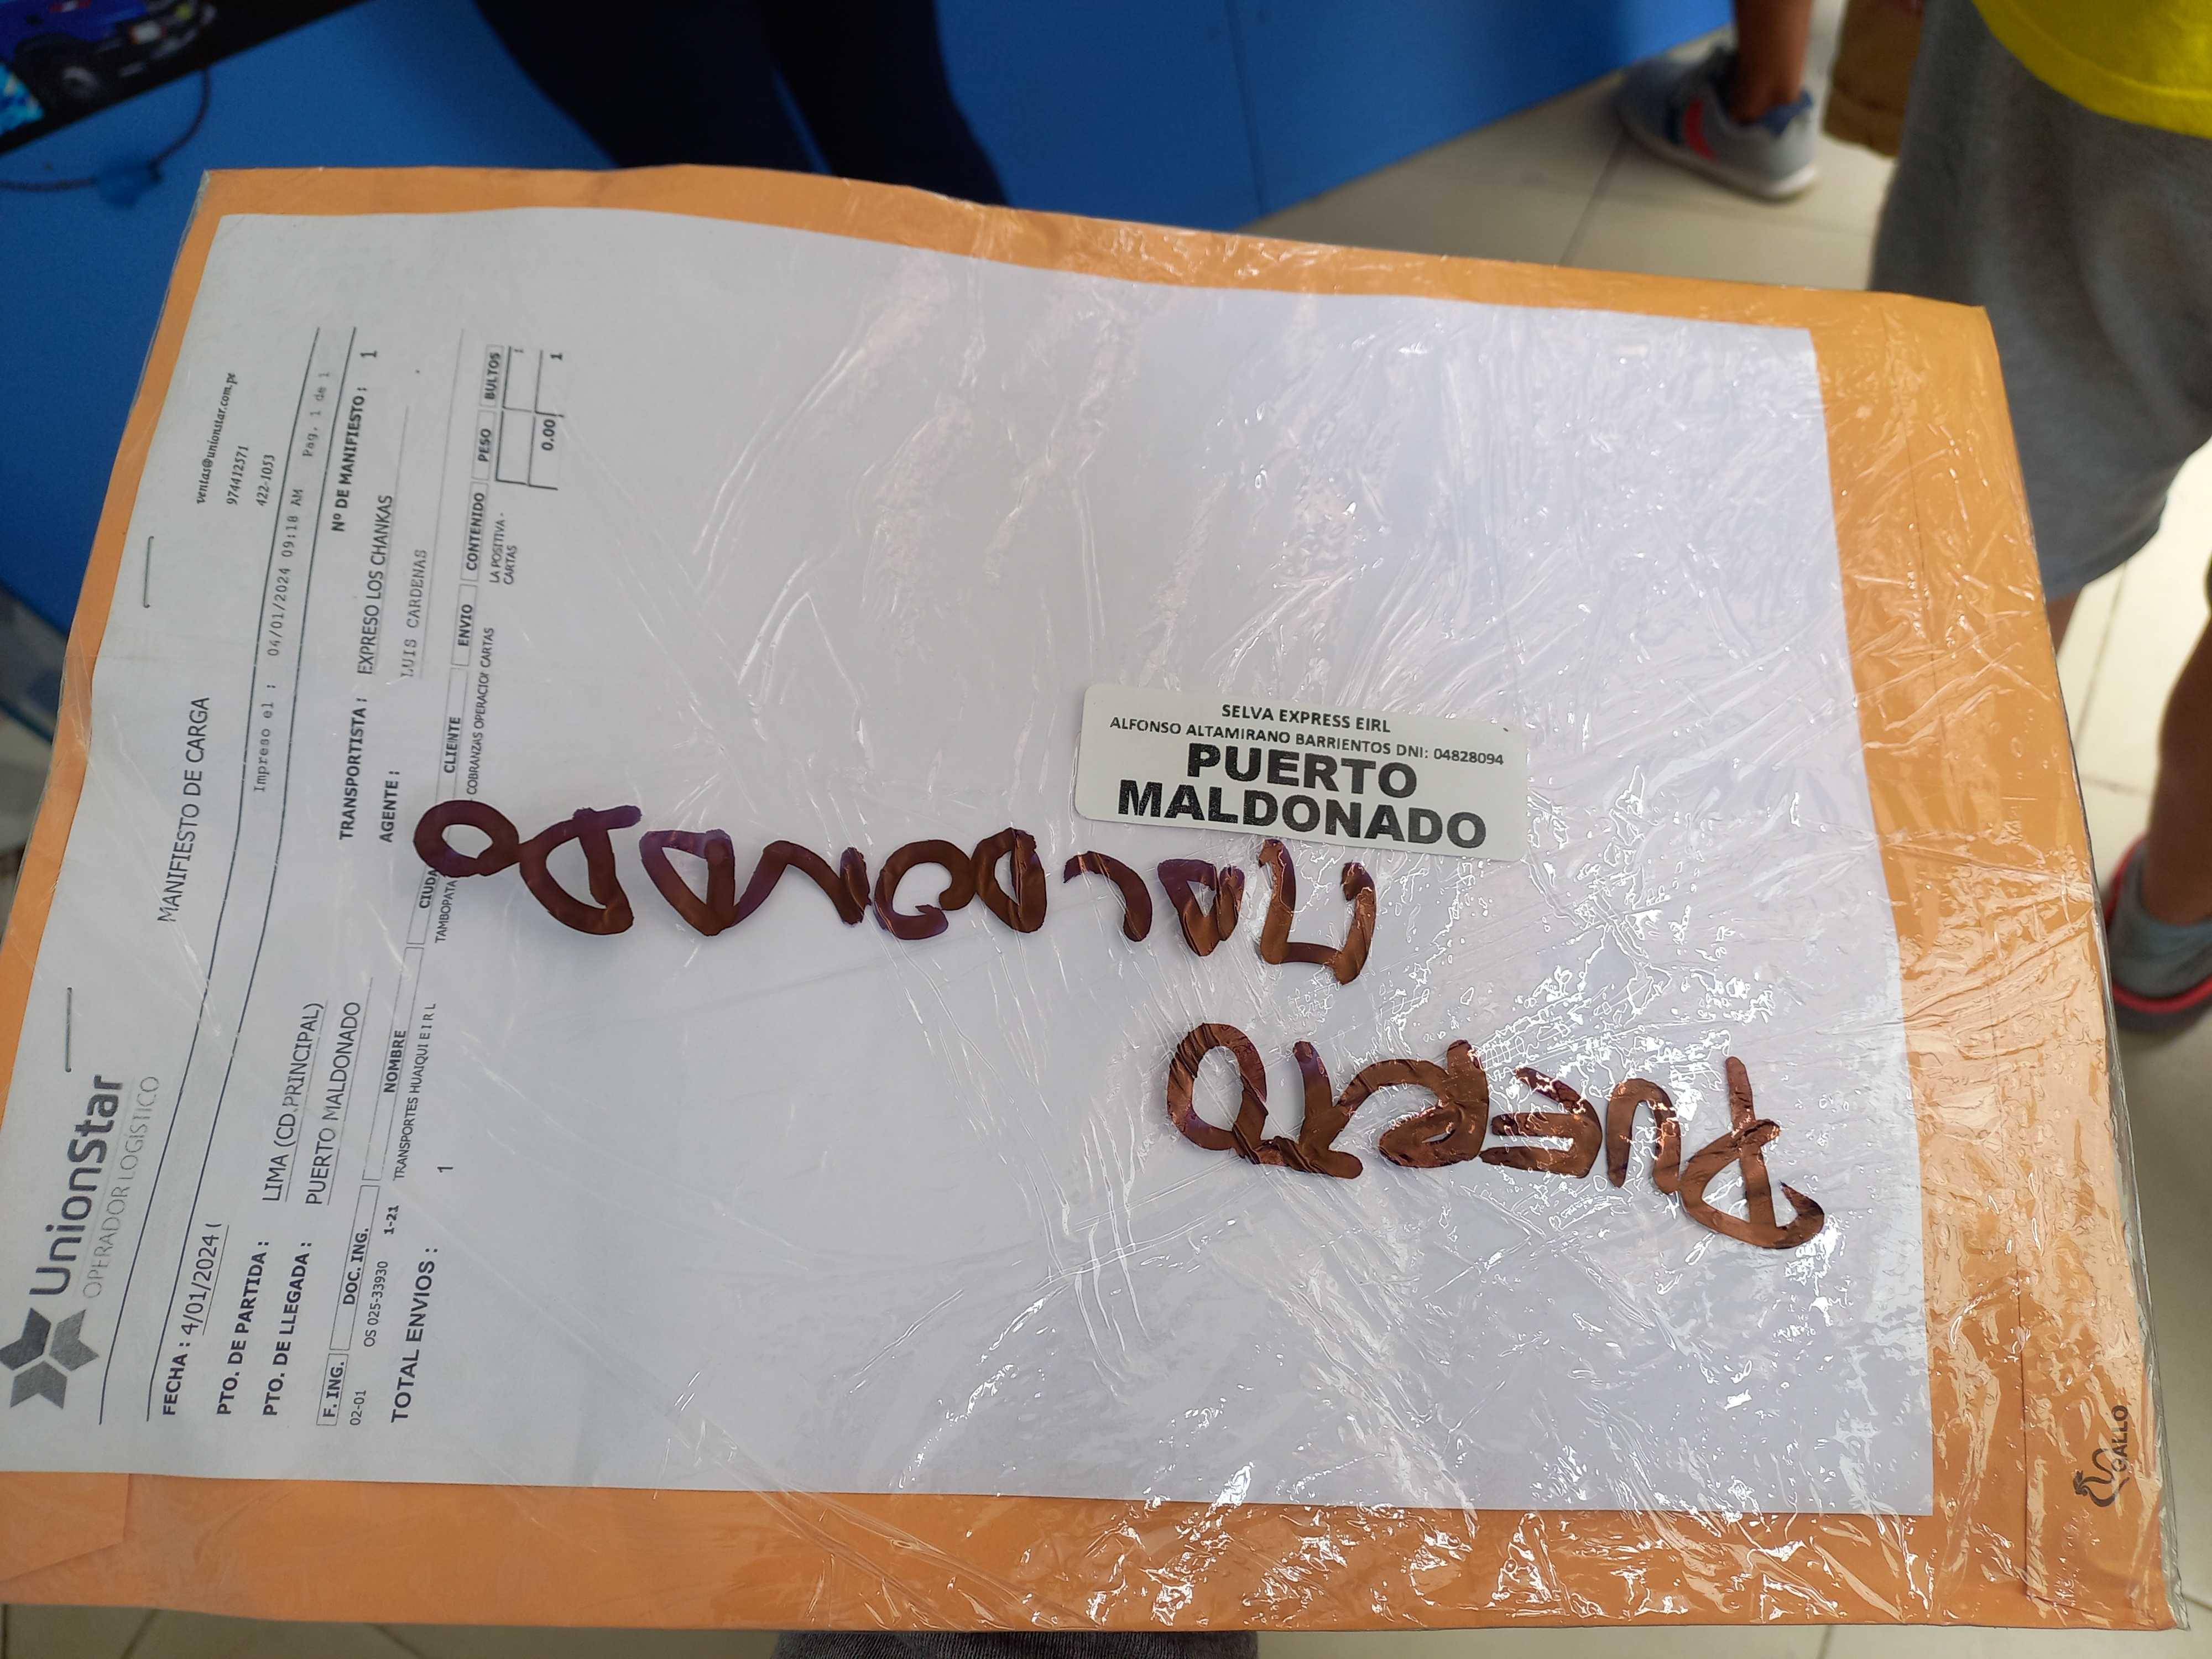 UnionStar
OPERADOR LOGISTICO
ventas@unionstar.com.pe
974412571
422-1053
MANIFIESTO DE CARGA
Impreso el : 04/01/2024 09:18 AM Pag. 1 de 1
FECHA : 4/01/2024 (
Nº DE MANIFIESTO : 1
PTO. DE PARTIDA : LIMA (CD.PRINCIPAL) TRANSPORTISTA : EXPRESO LOS CHANKAS
PTO. DE LLEGADA : PUERTO MALDONADO AGENTE : LUIS CARDENAS
F. ING. DOC. ING. NOMBRE CIUDA CLIENTE ENVIO CONTENIDO PESO BULTOS
02-01 OS 025-33930 1-21 TRANSPORTES HUAIQUI E I R L TAMBOPATA COBRANZAS OPERACIO CARTAS LA POSITIVA - CARTAS 1
TOTAL ENVIOS : 1 0.00 1
SELVA EXPRESS EIRL
ALFONSO ALTAMIRANO BARRIENTOS DNI: 04828094
PUERTO
MALDONADO
Puerto
Maldonado
GALLO